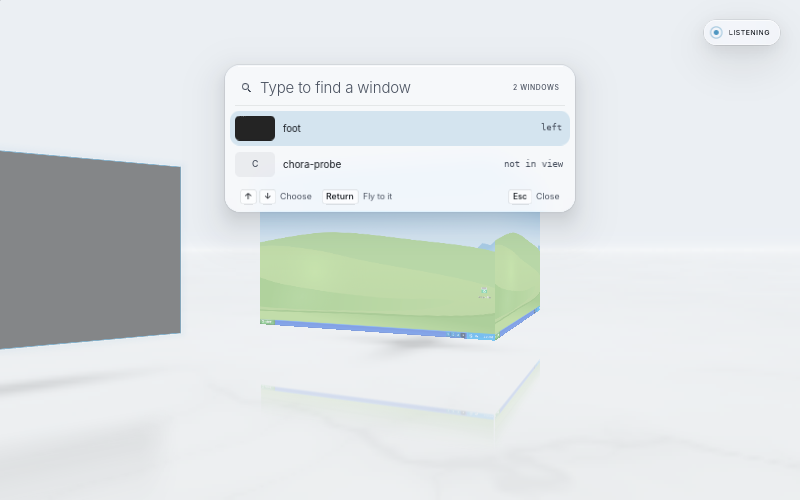 LISTENING
Type to find a window
2 WINDOWS
foot
left
C
chora-probe
not in view
↑ ↓ Choose Return Fly to it
Esc Close